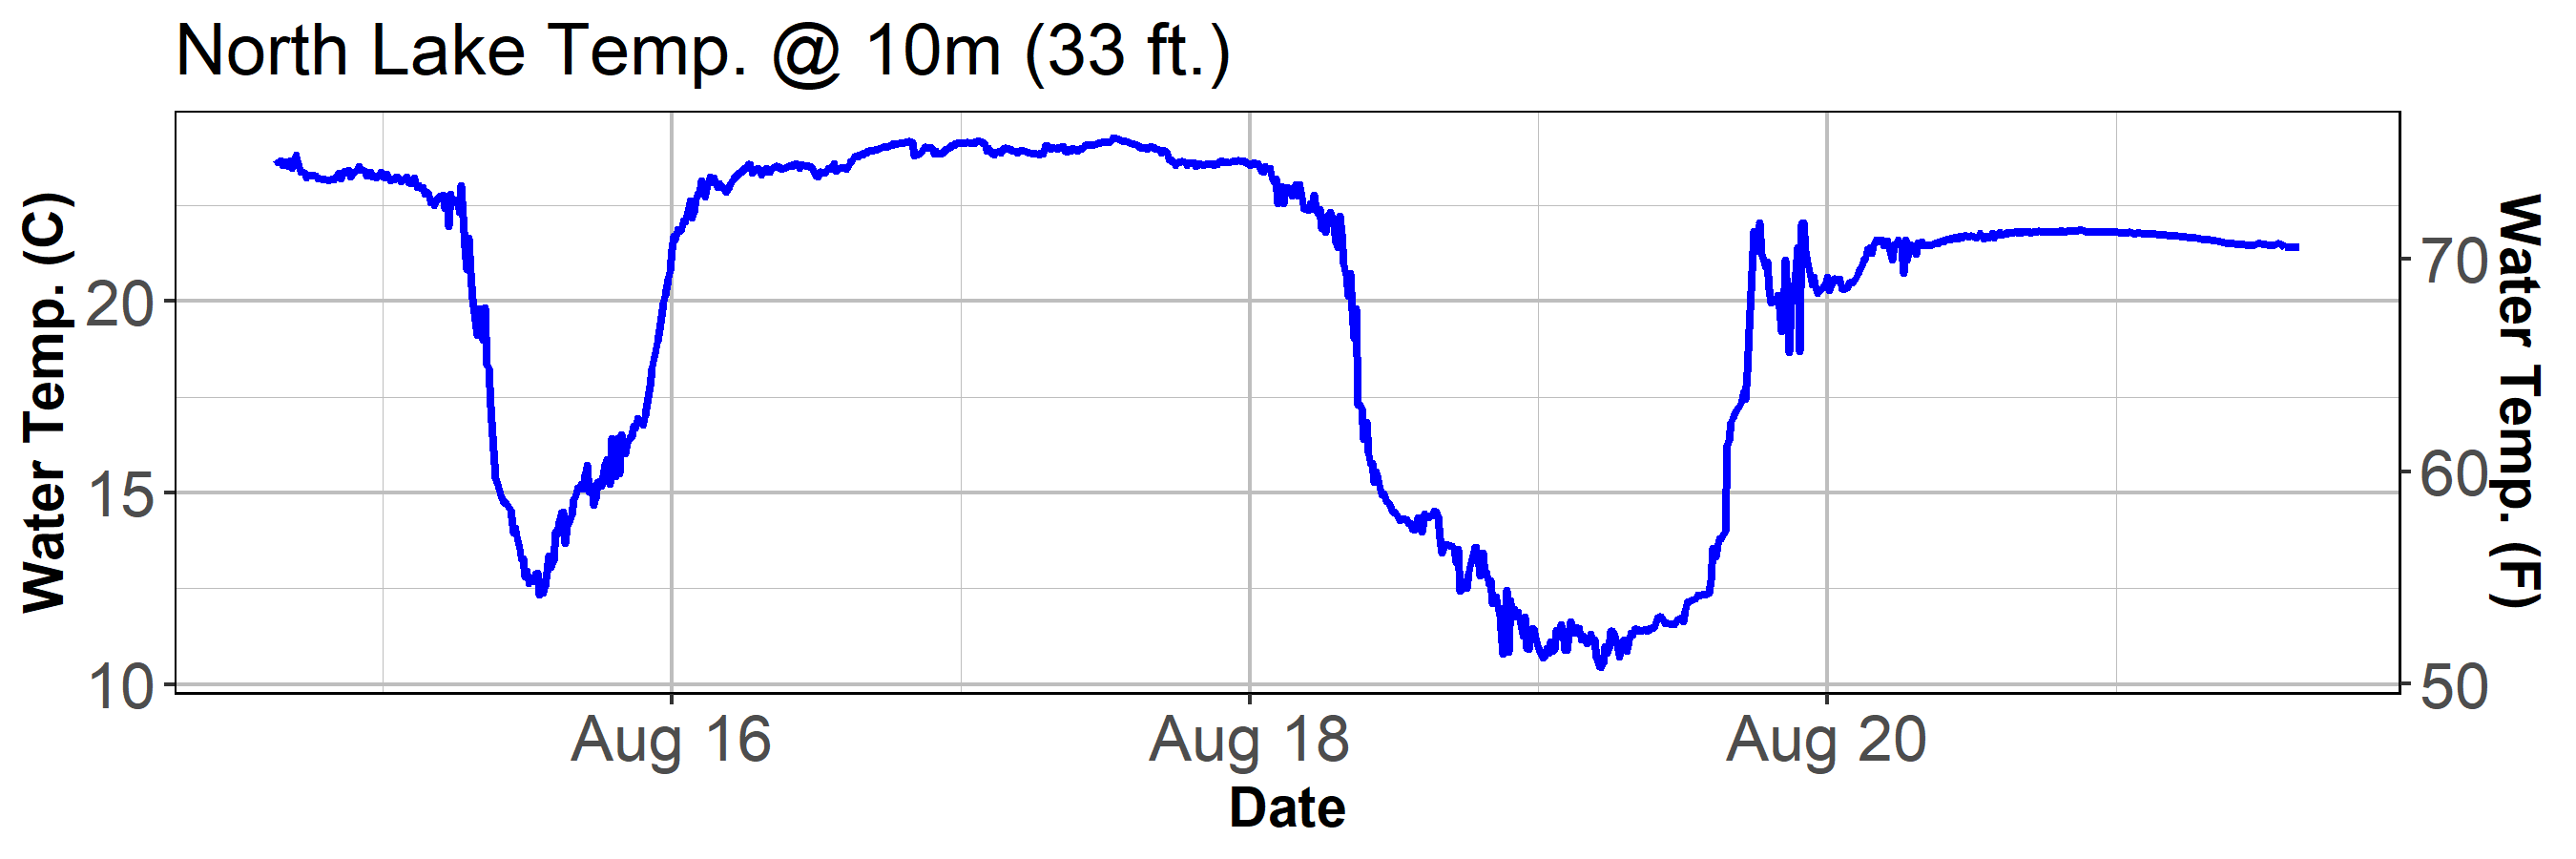 North Lake Temp. @ 10m (33 ft.)
Water Temp. (C)
20
15
10
70
60
50
Water Temp. (F)
Aug 16
Aug 18
Aug 20
Date